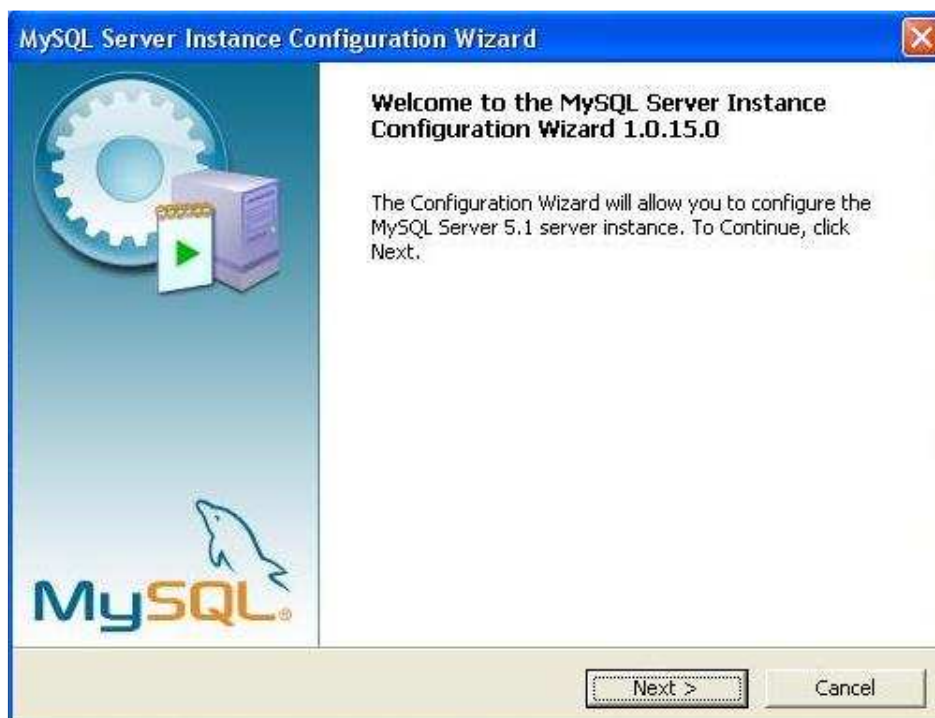 MySQL Server Instance Configuration Wizard
Welcome to the MySQL Server Instance
Configuration Wizard 1.0.15.0
The Configuration Wizard will allow you to configure the
MySQL Server 5.1 server instance. To Continue, click
Next.
MySQL®
Next >
Cancel